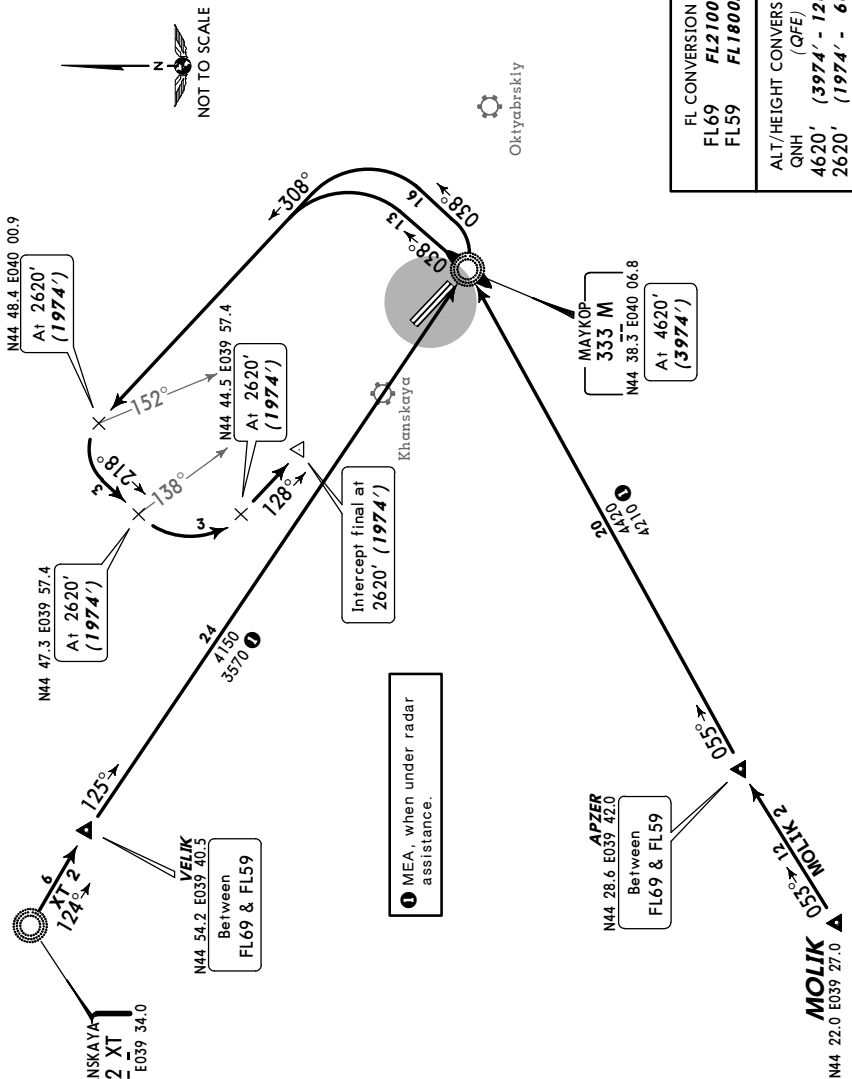 N
NOT TO SCALE
Oktyabrskiy
FL CONVERSION
FL69 FL2100
FL59 FL1800
ALT/HEIGHT CONVERS
QNH (QFE)
4620' (3974' - 12
2620' (1974' - 6
N44 48.4 E040 00.9
At 2620'
(1974')
152°
308°
16
13
038°
038°
N44 44.5 E039 57.4
At 2620'
(1974')
218°
3
138°
3
128°
N44 47.3 E039 57.4
At 2620'
(1974')
Intercept final at
2620' (1974')
Khanskaya
MAYKOP
333 M
N44 38.3 E040 06.8
At 4620'
(3974')
24
4150
3570 1
20
4420
4210 1
125°
6
XT 2
124°
VELIK
N44 54.2 E039 40.5
Between
FL69 & FL59
1 MEA, when under radar
assistance.
NSKAYA
2 XT
E039 34.0
055°
APZER
N44 28.6 E039 42.0
Between
FL69 & FL59
053° 12
MOLIK 2
MOLIK
N44 22.0 E039 27.0